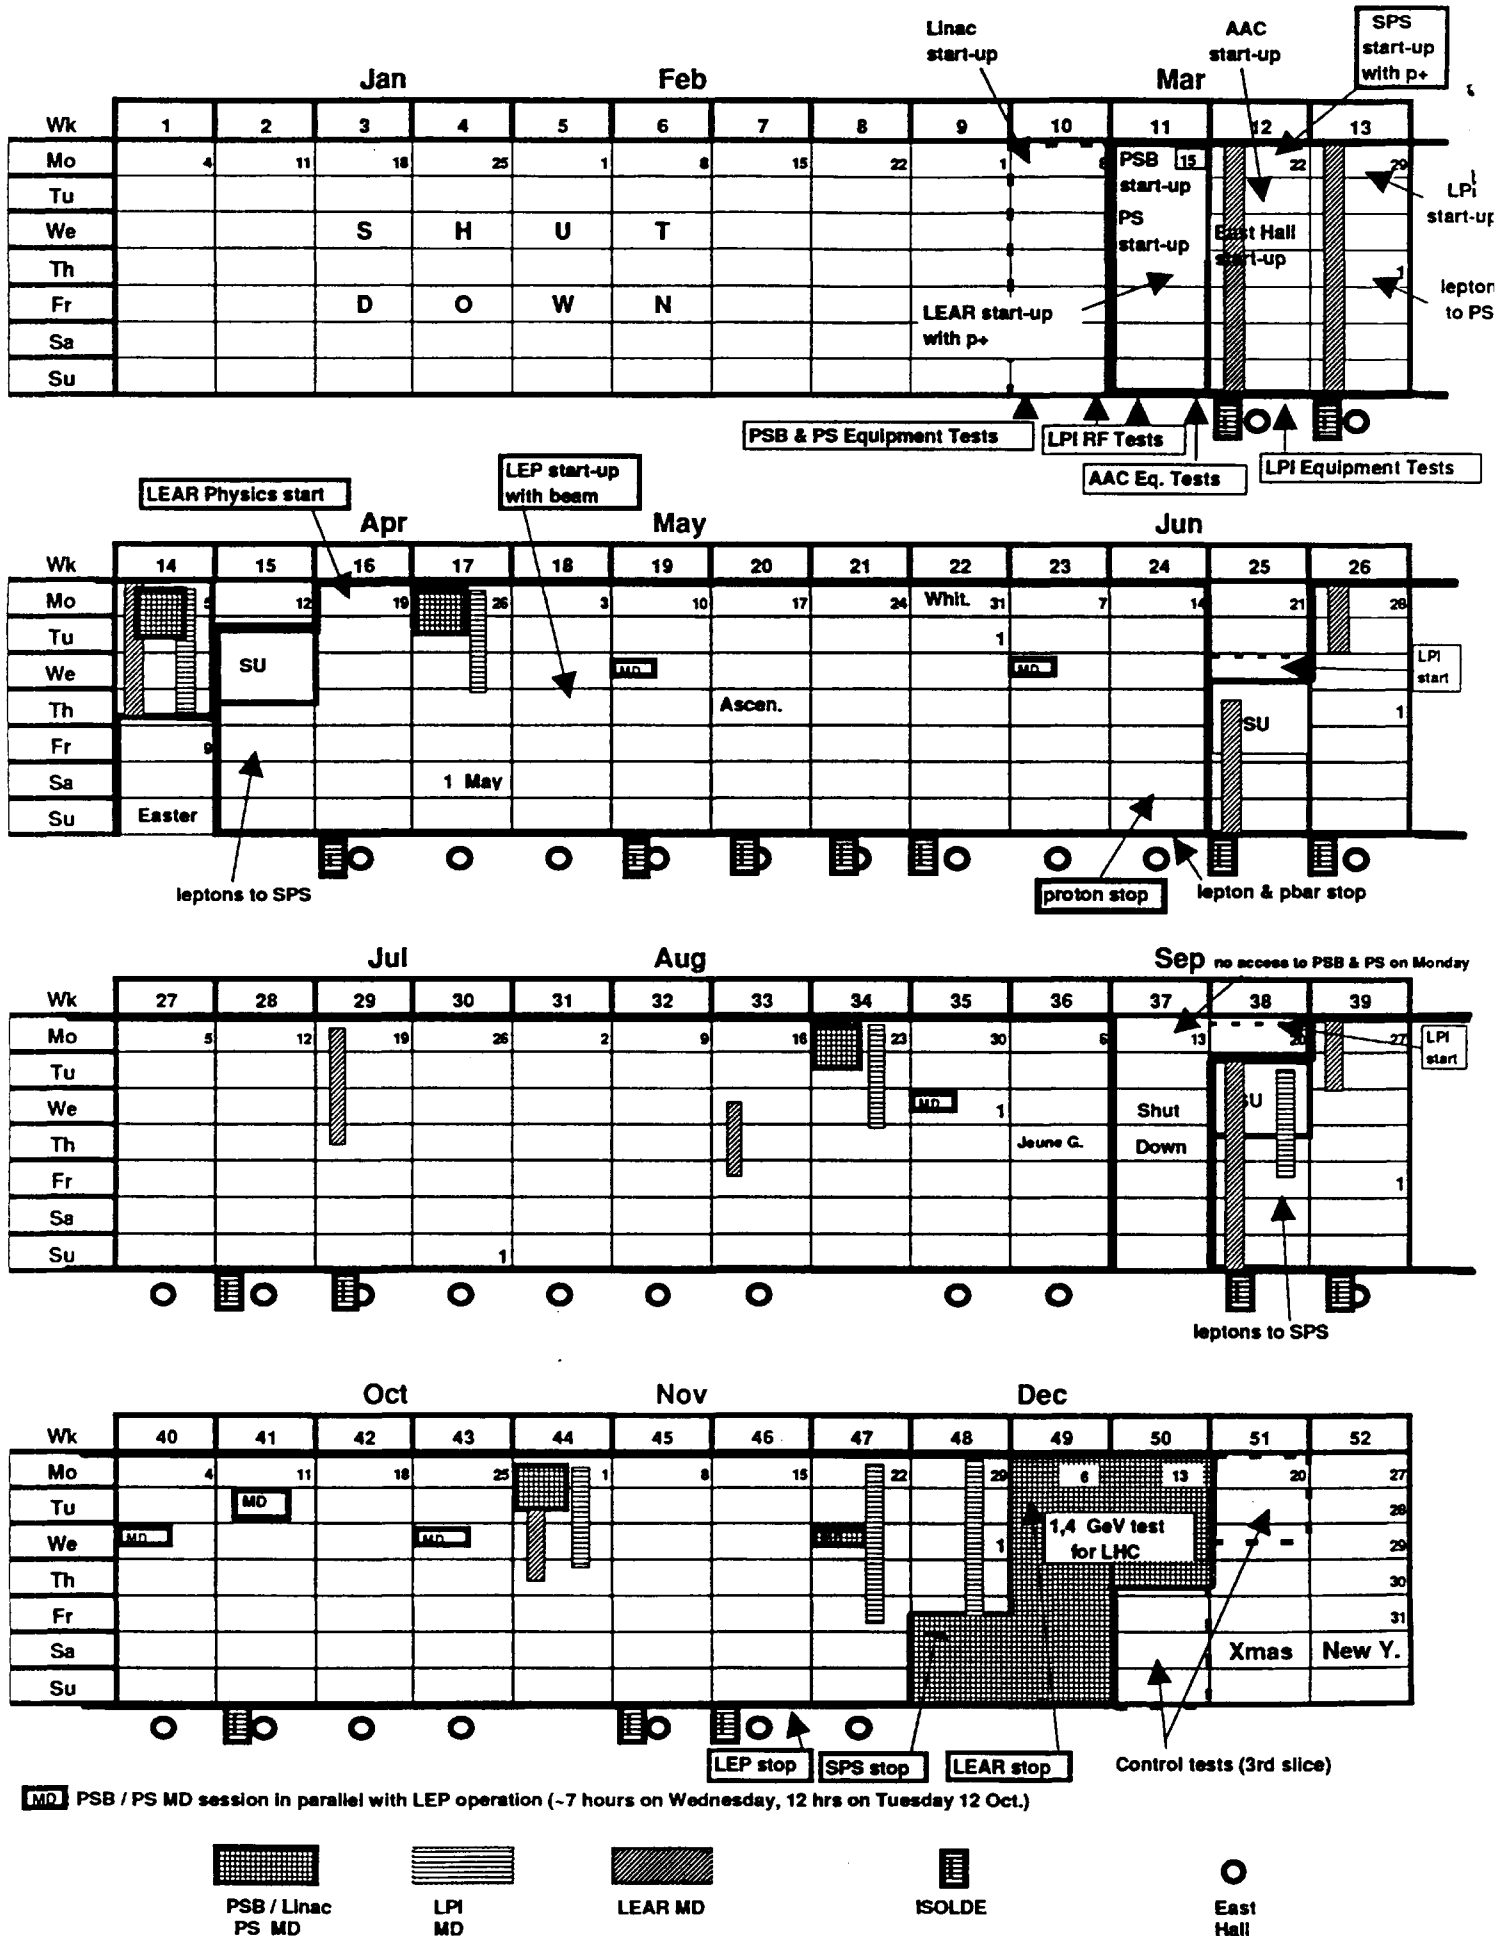 Linac
start-up
AAC
start-up
SPS
start-up
with p+
Jan Feb Mar
Wk 1 2 3 4 5 6 7 8 9 10 11 12 13
Mo 4 11 18 25 1 8 15 22 1 8 PSB 15 22 29
Tu start-up LPI
We S H U T PS East Hall start-up
Th start-up start-up 1
Fr D O W N LEAR start-up lepton
with p+ to PS
Sa
Su
PSB & PS Equipment Tests LPI RF Tests
AAC Eq. Tests LPI Equipment Tests
LEAR Physics start
LEP start-up
with beam
Apr May Jun
Wk 14 15 16 17 18 19 20 21 22 23 24 25 26
Mo 5 12 19 26 3 10 17 24 Whit. 31 7 14 21 28
Tu 1
We SU MD MD LPI
start
Th Ascen. SU 1
Fr 9
Sa 1 May
Su Easter
leptons to SPS proton stop lepton & pbar stop
Jul Aug Sep no access to PSB & PS on Monday
Wk 27 28 29 30 31 32 33 34 35 36 37 38 39
Mo 5 12 19 26 2 9 16 23 30 6 13 20 27 LPI
start
Tu
We MD 1 Shut SU
Th Jeune G. Down
Fr 1
Sa
Su 1
leptons to SPS
Oct Nov Dec
Wk 40 41 42 43 44 45 46 47 48 49 50 51 52
Mo 4 11 18 25 1 8 15 22 29 6 13 20 27
Tu MD 28
We MD MD MD 1 1,4 GeV test 29
for LHC
Th 30
Fr 31
Sa Xmas New Y.
Su
LEP stop SPS stop LEAR stop Control tests (3rd slice)
MD PSB / PS MD session in parallel with LEP operation (~7 hours on Wednesday, 12 hrs on Tuesday 12 Oct.)
PSB / Linac
PS MD
LPI
MD
LEAR MD
ISOLDE
East
Hall